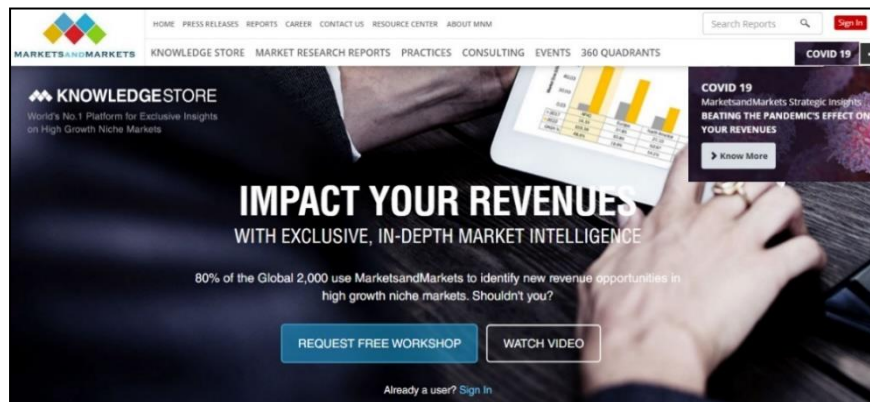 HOME PRESS RELEASES REPORTS CAREER CONTACT US RESOURCE CENTER ABOUT MNM
Search Reports
Sign In
MARKETSANDMARKETS
KNOWLEDGE STORE MARKET RESEARCH REPORTS PRACTICES CONSULTING EVENTS 360 QUADRANTS
COVID 19
KNOWLEDGESTORE
World's No.1 Platform for Exclusive Insights
on High Growth Niche Markets
COVID 19
MarketsandMarkets Strategic Insights
BEATING THE PANDEMIC'S EFFECT ON
YOUR REVENUES
Know More
IMPACT YOUR REVENUES
WITH EXCLUSIVE, IN-DEPTH MARKET INTELLIGENCE
80% of the Global 2,000 use MarketsandMarkets to identify new revenue opportunities in
high growth niche markets. Shouldn't you?
REQUEST FREE WORKSHOP
WATCH VIDEO
Already a user? Sign In